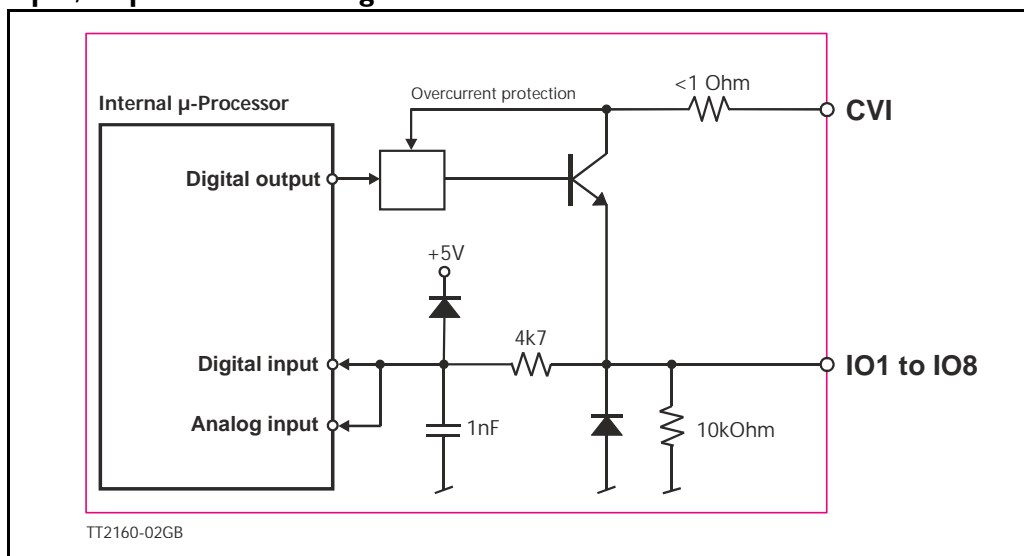 <1 Ohm
CVI
Overcurrent protection
Internal µ-Processor
Digital output
+5V
4k7
Digital input
IO1 to IO8
Analog input
1nF
10kOhm
TT2160-02GB